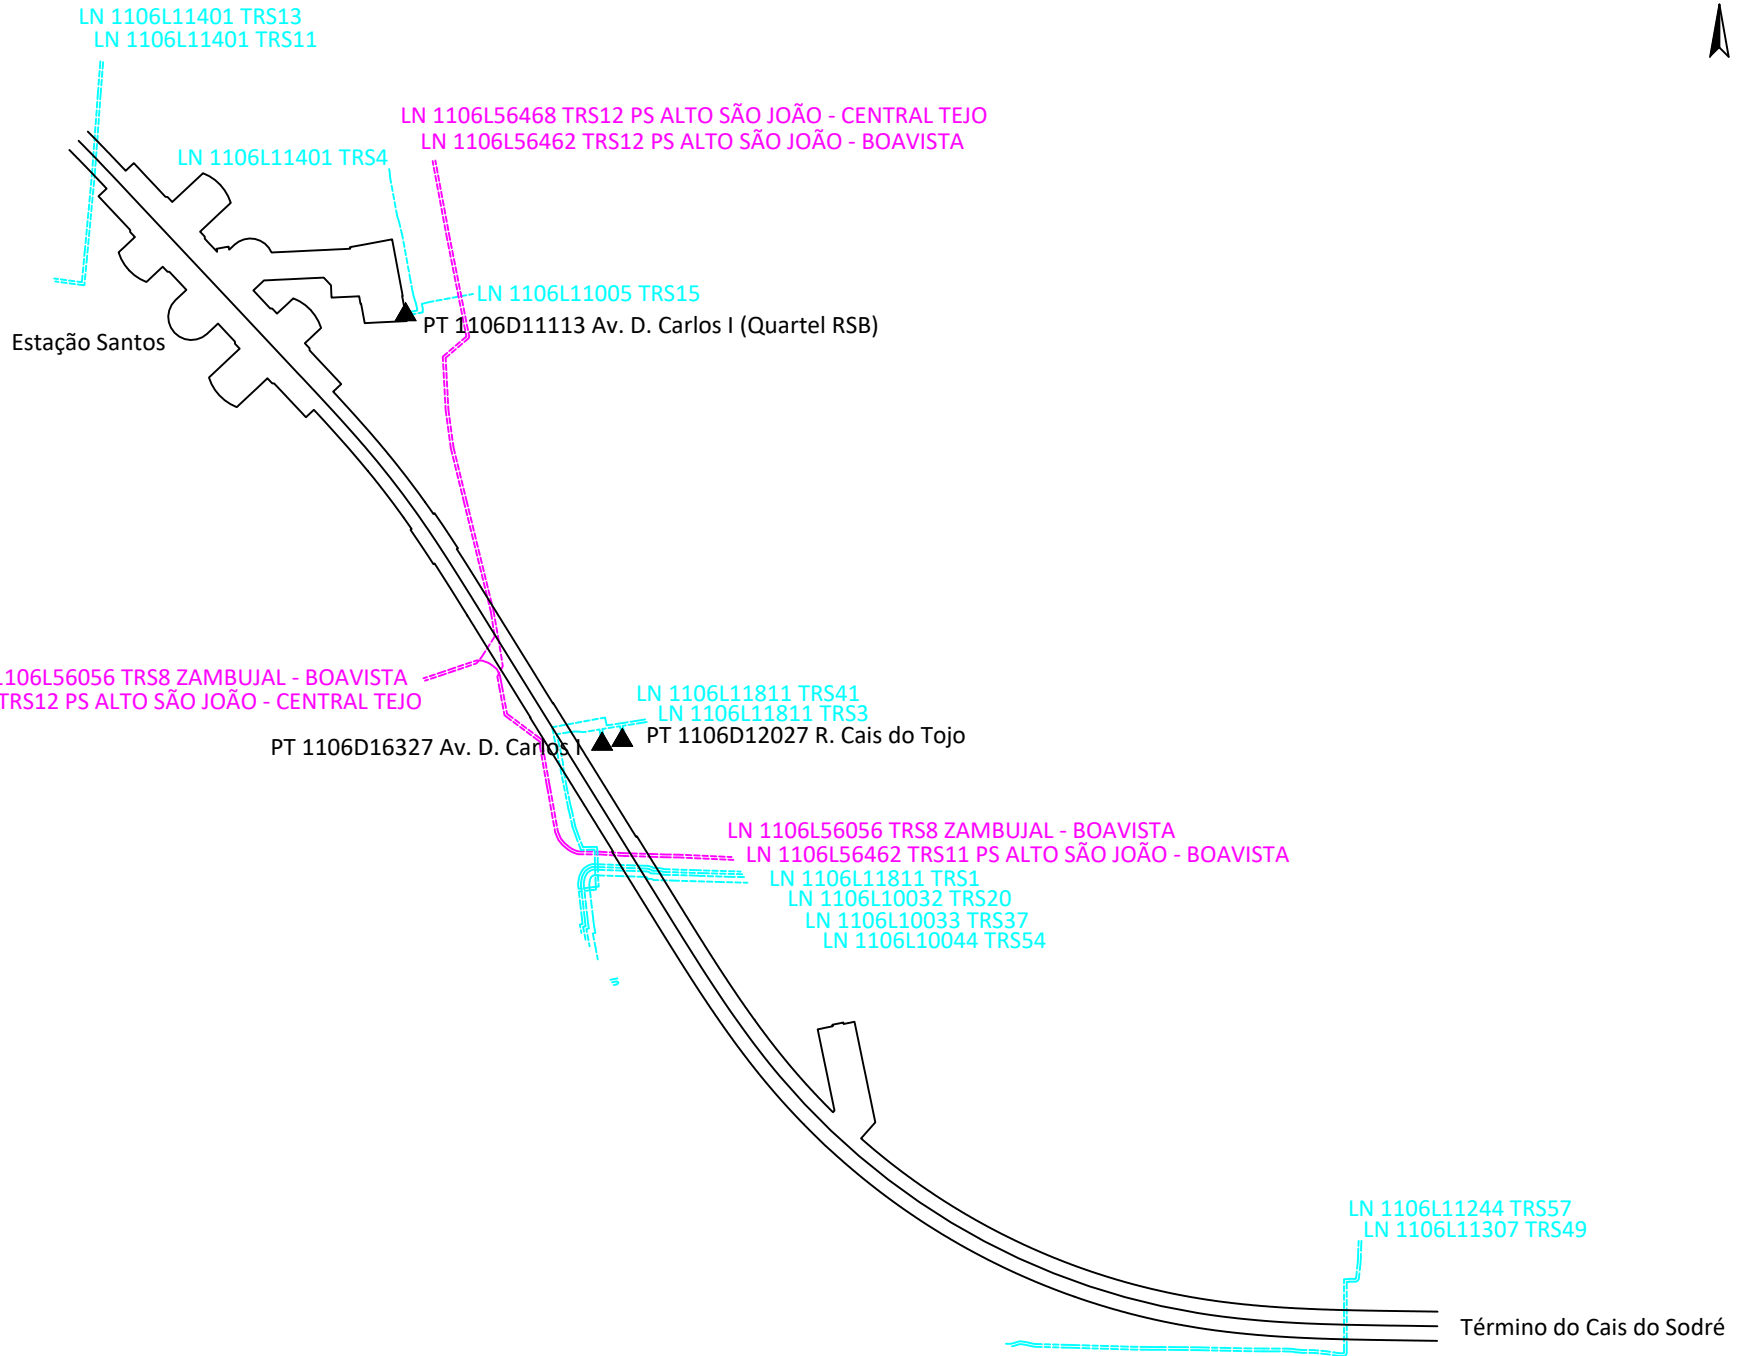 LN 1106L11401 TRS13
LN 1106L11401 TRS11
LN 1106L56468 TRS12 PS ALTO SÃO JOÃO - CENTRAL TEJO
LN 1106L56462 TRS12 PS ALTO SÃO JOÃO - BOAVISTA
LN 1106L11401 TRS4
LN 1106L11005 TRS15
PT 1106D11113 Av. D. Carlos I (Quartel RSB)
Estação Santos
1106L56056 TRS8 ZAMBUJAL - BOAVISTA
TRS12 PS ALTO SÃO JOÃO - CENTRAL TEJO
LN 1106L11811 TRS41
LN 1106L11811 TRS3
PT 1106D12027 R. Cais do Tojo
PT 1106D16327 Av. D. Carlos I
LN 1106L56056 TRS8 ZAMBUJAL - BOAVISTA
LN 1106L56462 TRS11 PS ALTO SÃO JOÃO - BOAVISTA
LN 1106L11811 TRS1
LN 1106L10032 TRS20
LN 1106L10033 TRS37
LN 1106L10044 TRS54
LN 1106L11244 TRS57
LN 1106L11307 TRS49
Término do Cais do Sodré